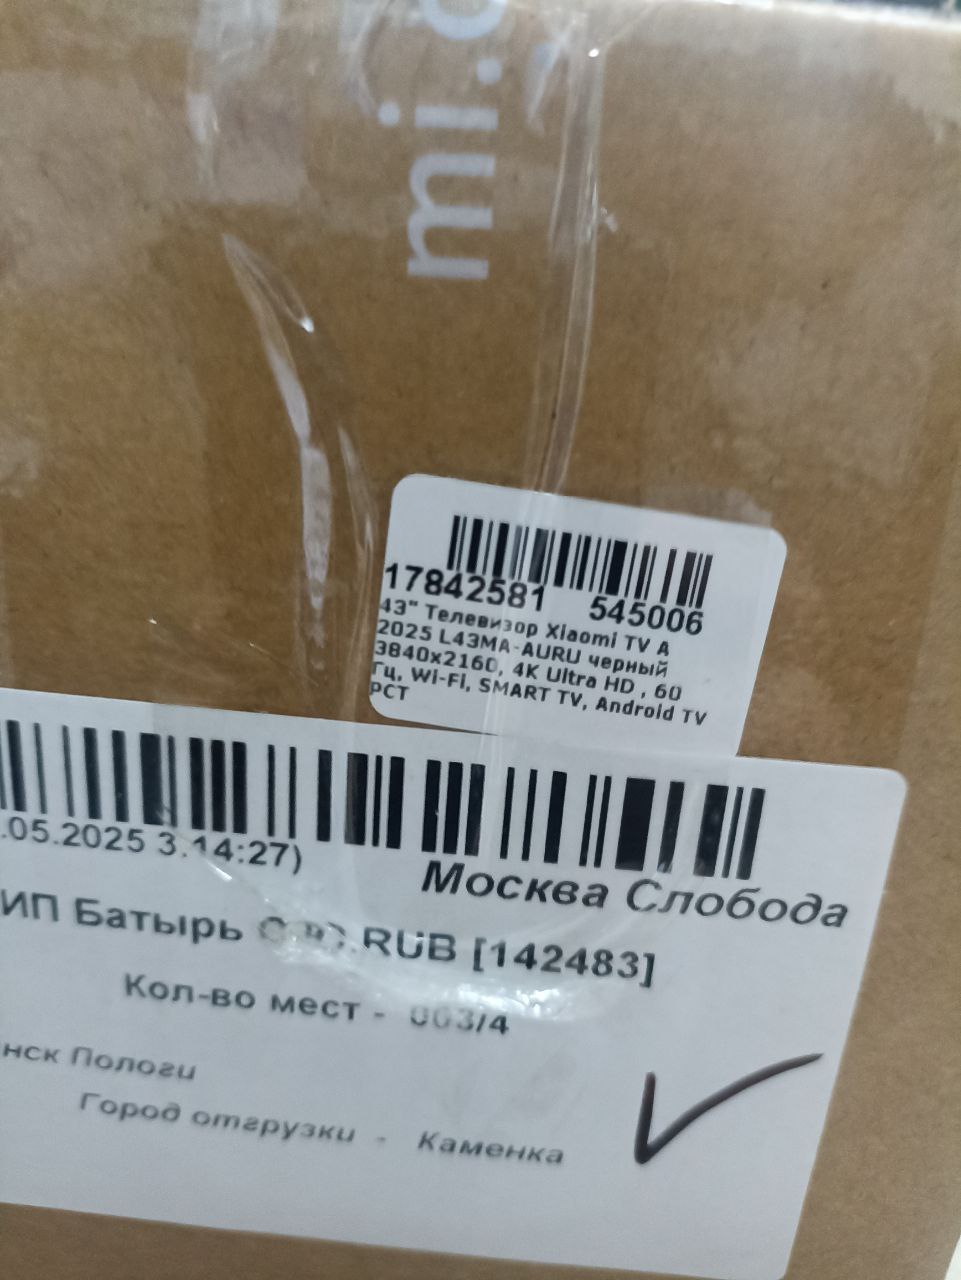 mi.c
17842581 545006
43" Телевизор Xiaomi TV A
2025 L43MA-AURU черный
3840x2160, 4K Ultra HD , 60
Гц, Wi-Fi, SMART TV, Android TV
РСТ
.05.2025 3:14:27)
Москва Слобода
ИП Батырь RUB [142483]
Кол-во мест - 003/4
нск Пологи
Город отгрузки - Каменка